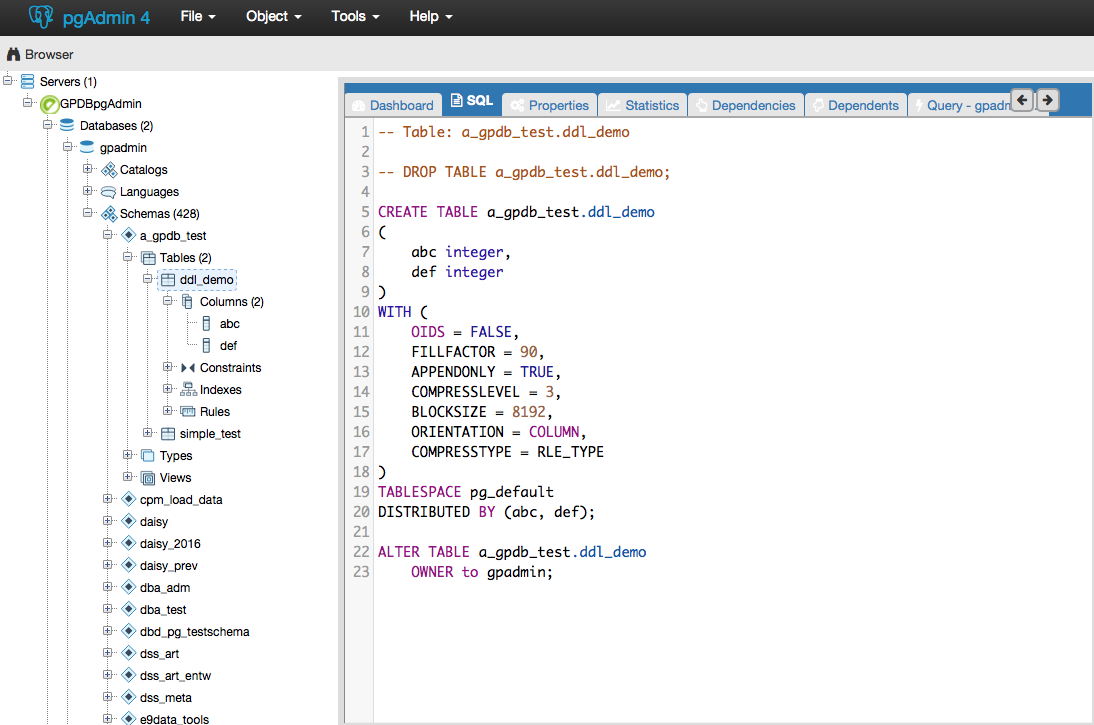 pgAdmin 4 File Object Tools Help
Browser
Servers (1)
GPDBpgAdmin
Databases (2)
gpadmin
Catalogs
Languages
Schemas (428)
a_gpdb_test
Tables (2)
ddl_demo
Columns (2)
abc
def
Constraints
Indexes
Rules
simple_test
Types
Views
cpm_load_data
daisy
daisy_2016
daisy_prev
dba_adm
dba_test
dbd_pg_testschema
dss_art
dss_art_entw
dss_meta
e9data_tools
Dashboard SQL Properties Statistics Dependencies Dependents Query - gpadn
1 -- Table: a_gpdb_test.ddl_demo
2
3 -- DROP TABLE a_gpdb_test.ddl_demo;
4
5 CREATE TABLE a_gpdb_test.ddl_demo
6 (
7 abc integer,
8 def integer
9 )
10 WITH (
11 OIDS = FALSE,
12 FILLFACTOR = 90,
13 APPENDONLY = TRUE,
14 COMPRESSLEVEL = 3,
15 BLOCKSIZE = 8192,
16 ORIENTATION = COLUMN,
17 COMPRESSTYPE = RLE_TYPE
18 )
19 TABLESPACE pg_default
20 DISTRIBUTED BY (abc, def);
21
22 ALTER TABLE a_gpdb_test.ddl_demo
23 OWNER to gpadmin;